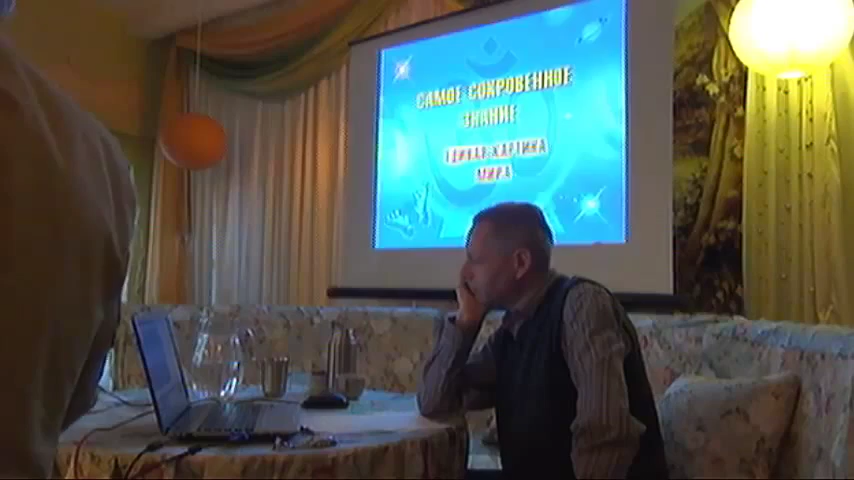 САМОЕ СОКРОВЕННОЕ
ЗНАНИЕ
ЕДИНАЯ КАРТИНА
МИРА